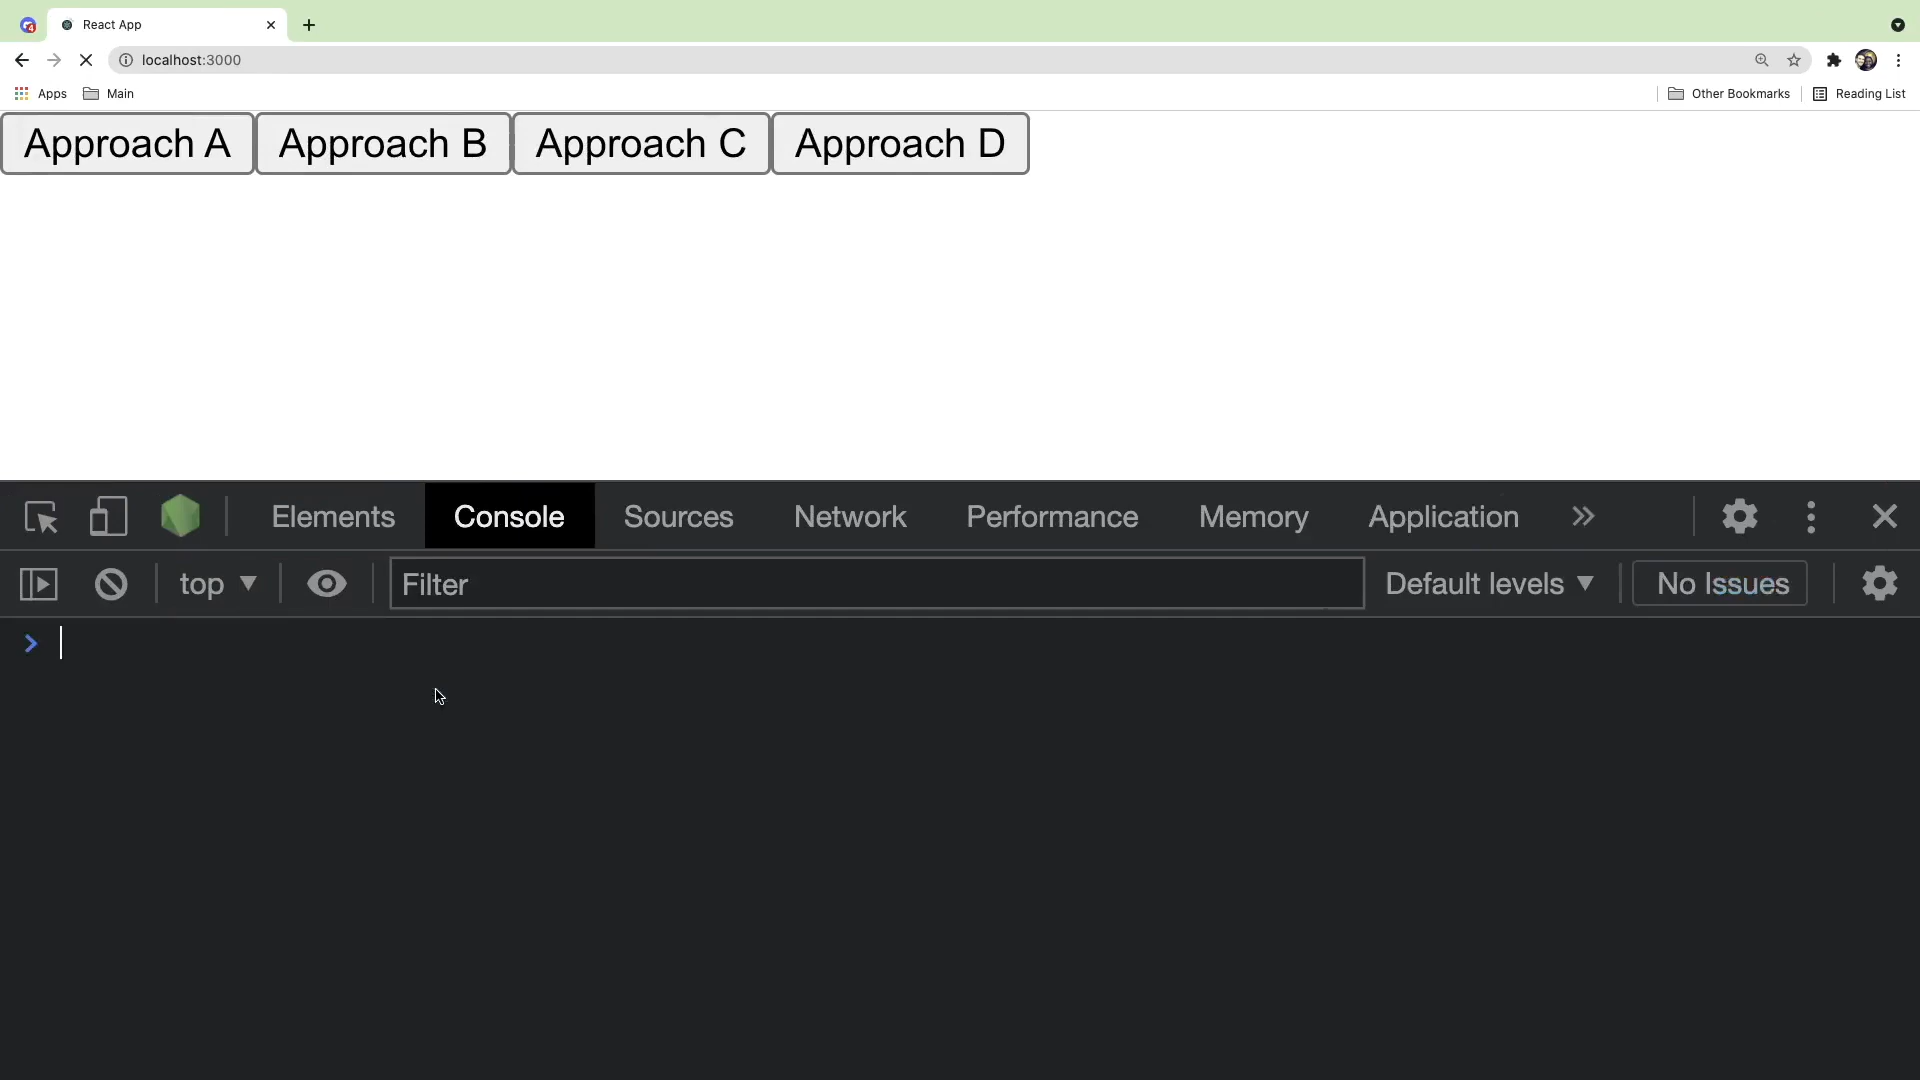 React App
localhost:3000
Apps Main Other Bookmarks Reading List
Approach A Approach B Approach C Approach D
Elements Console Sources Network Performance Memory Application
top Filter Default levels No Issues